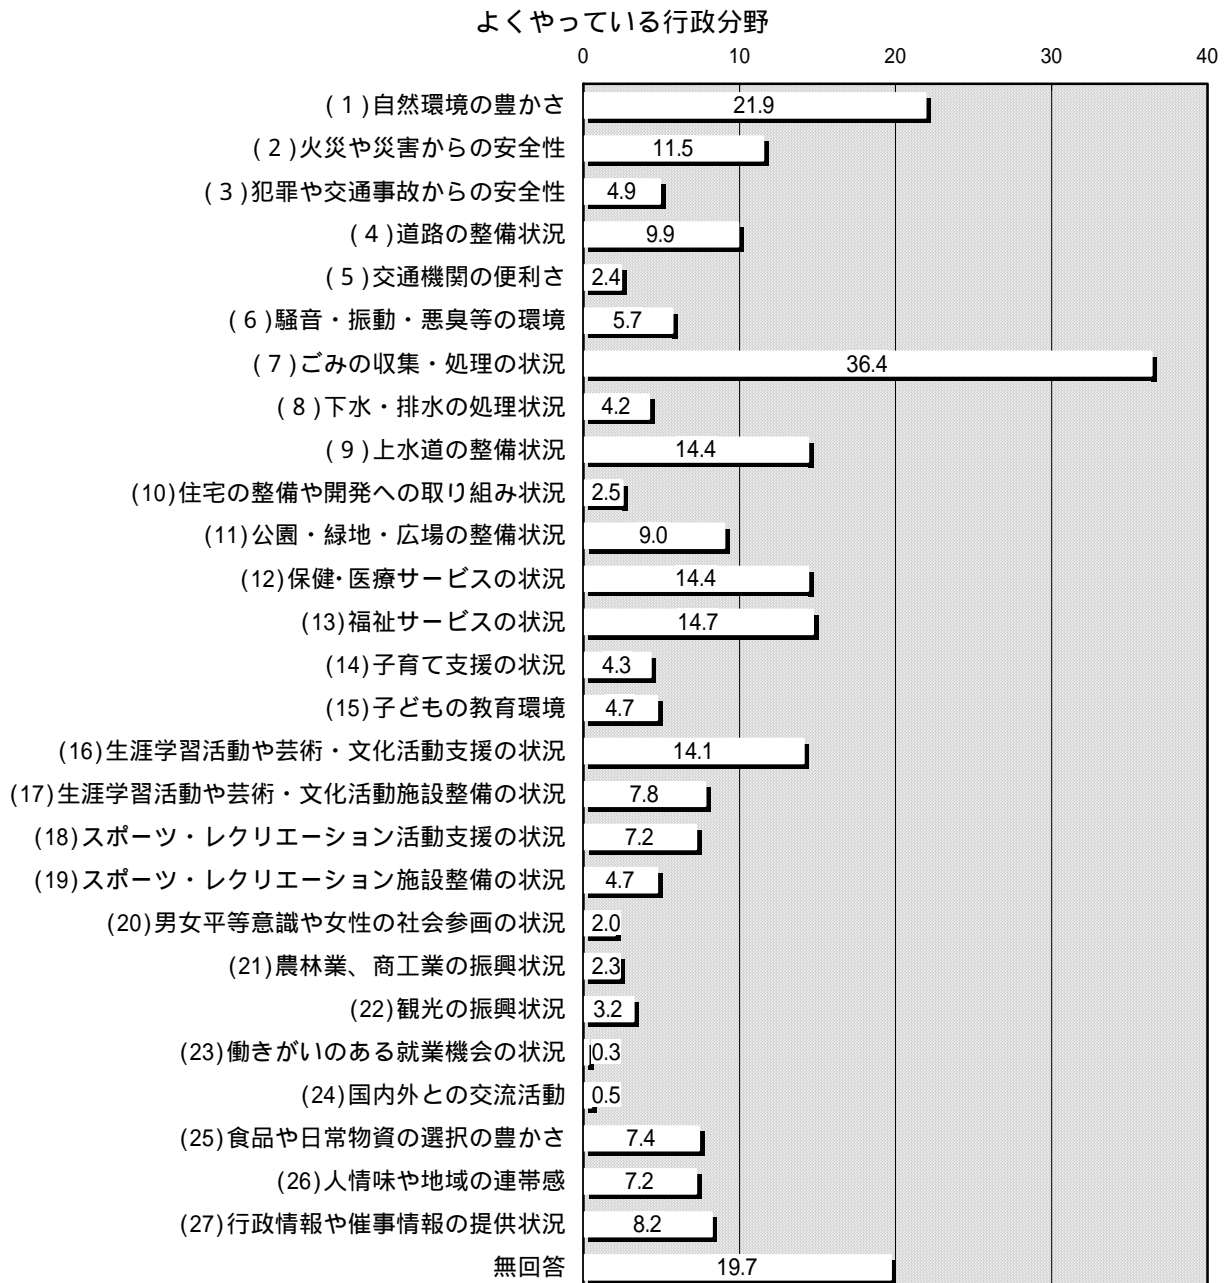 よくやっている行政分野
0 10 20 30 40
(1)自然環境の豊かさ 21.9
(2)火災や災害からの安全性 11.5
(3)犯罪や交通事故からの安全性 4.9
(4)道路の整備状況 9.9
(5)交通機関の便利さ 2.4
(6)騒音・振動・悪臭等の環境 5.7
(7)ごみの収集・処理の状況 36.4
(8)下水・排水の処理状況 4.2
(9)上水道の整備状況 14.4
(10)住宅の整備や開発への取り組み状況 2.5
(11)公園・緑地・広場の整備状況 9.0
(12)保健・医療サービスの状況 14.4
(13)福祉サービスの状況 14.7
(14)子育て支援の状況 4.3
(15)子どもの教育環境 4.7
(16)生涯学習活動や芸術・文化活動支援の状況 14.1
(17)生涯学習活動や芸術・文化活動施設整備の状況 7.8
(18)スポーツ・レクリエーション活動支援の状況 7.2
(19)スポーツ・レクリエーション施設整備の状況 4.7
(20)男女平等意識や女性の社会参画の状況 2.0
(21)農林業、商工業の振興状況 2.3
(22)観光の振興状況 3.2
(23)働きがいのある就業機会の状況 0.3
(24)国内外との交流活動 0.5
(25)食品や日常物資の選択の豊かさ 7.4
(26)人情味や地域の連帯感 7.2
(27)行政情報や催事情報の提供状況 8.2
無回答 19.7